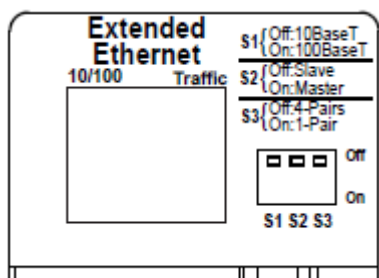 Extended
Ethernet
10/100 Traffic
S1{Off:10BaseT
On:100BaseT
S2{Off:Slave
On:Master
S3{Off:4-Pairs
On:1-Pair
Off
On
S1 S2 S3